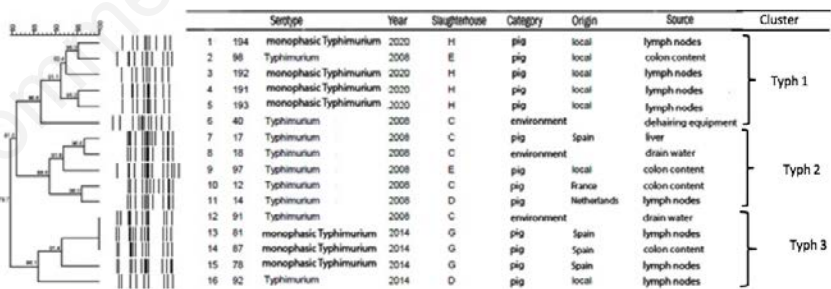 Serotype Year Slaughterhouse Category Origin Source Cluster
1 194 monophasic Typhimurium 2020 H pig local lymph nodes
2 98 Typhimurium 2008 E pig local colon content
3 192 monophasic Typhimurium 2020 H pig local lymph nodes
4 191 monophasic Typhimurium 2020 H pig local lymph nodes
5 193 monophasic Typhimurium 2020 H pig local lymph nodes
6 40 Typhimurium 2008 C environment dehairing equipment
Typh 1
7 17 Typhimurium 2008 C pig Spain liver
8 18 Typhimurium 2008 C environment drain water
9 97 Typhimurium 2008 E pig local colon content
10 12 Typhimurium 2008 C pig France colon content
11 14 Typhimurium 2008 D pig Netherlands lymph nodes
Typh 2
12 91 Typhimurium 2008 C environment drain water
13 81 monophasic Typhimurium 2014 G pig Spain lymph nodes
14 87 monophasic Typhimurium 2014 G pig Spain colon content
15 78 monophasic Typhimurium 2014 G pig Spain lymph nodes
16 92 Typhimurium 2014 D pig local lymph nodes
Typh 3